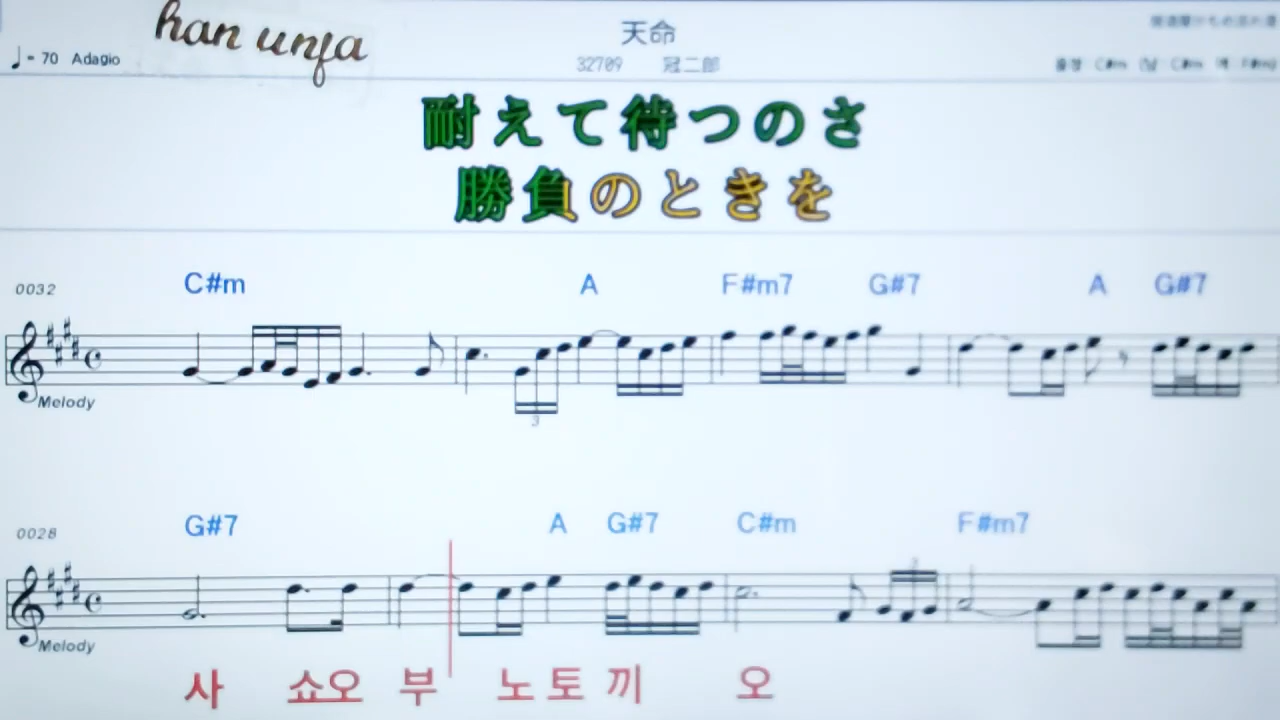 han unja
天命
♩= 70 Adagio
32709 冠二郎
耐えて待つのさ
勝負のときを
0032 C#m A F#m7 G#7 A G#7
Melody
3
0028 G#7 A G#7 C#m F#m7
Melody
사 쇼오 부 노토끼 오